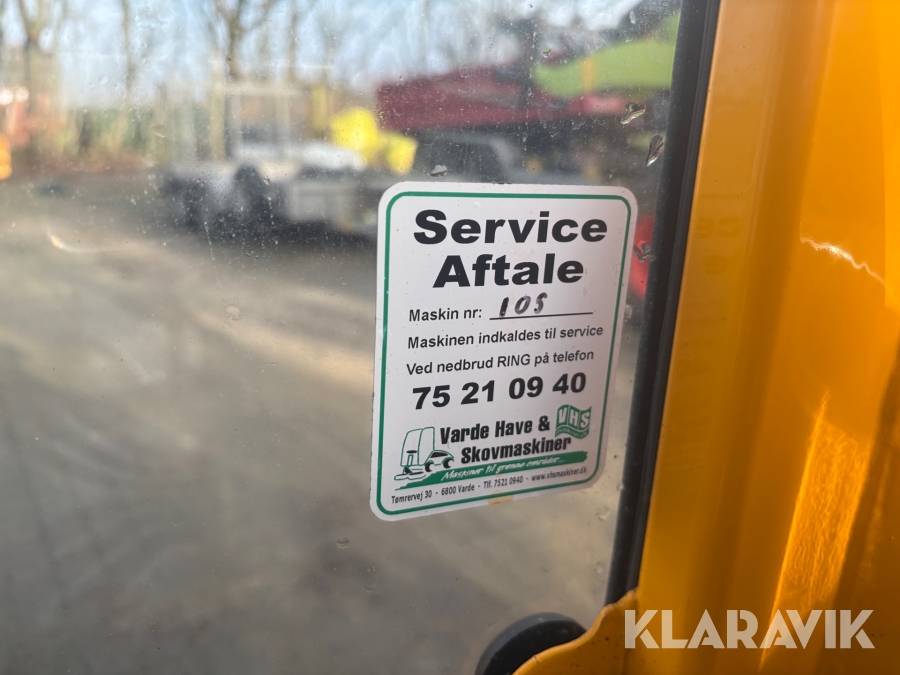 Service
Aftale
Maskin nr: 105
Maskinen indkaldes til service
Ved nedbrud RING på telefon
75 21 09 40
Varde Have &
Skovmaskiner
VHS
Maskiner til grønne områder...
Tømrervej 30 - 6800 Varde - Tlf. 7521 0940 - www.vhsmaskiner.dk
KLARAVIK